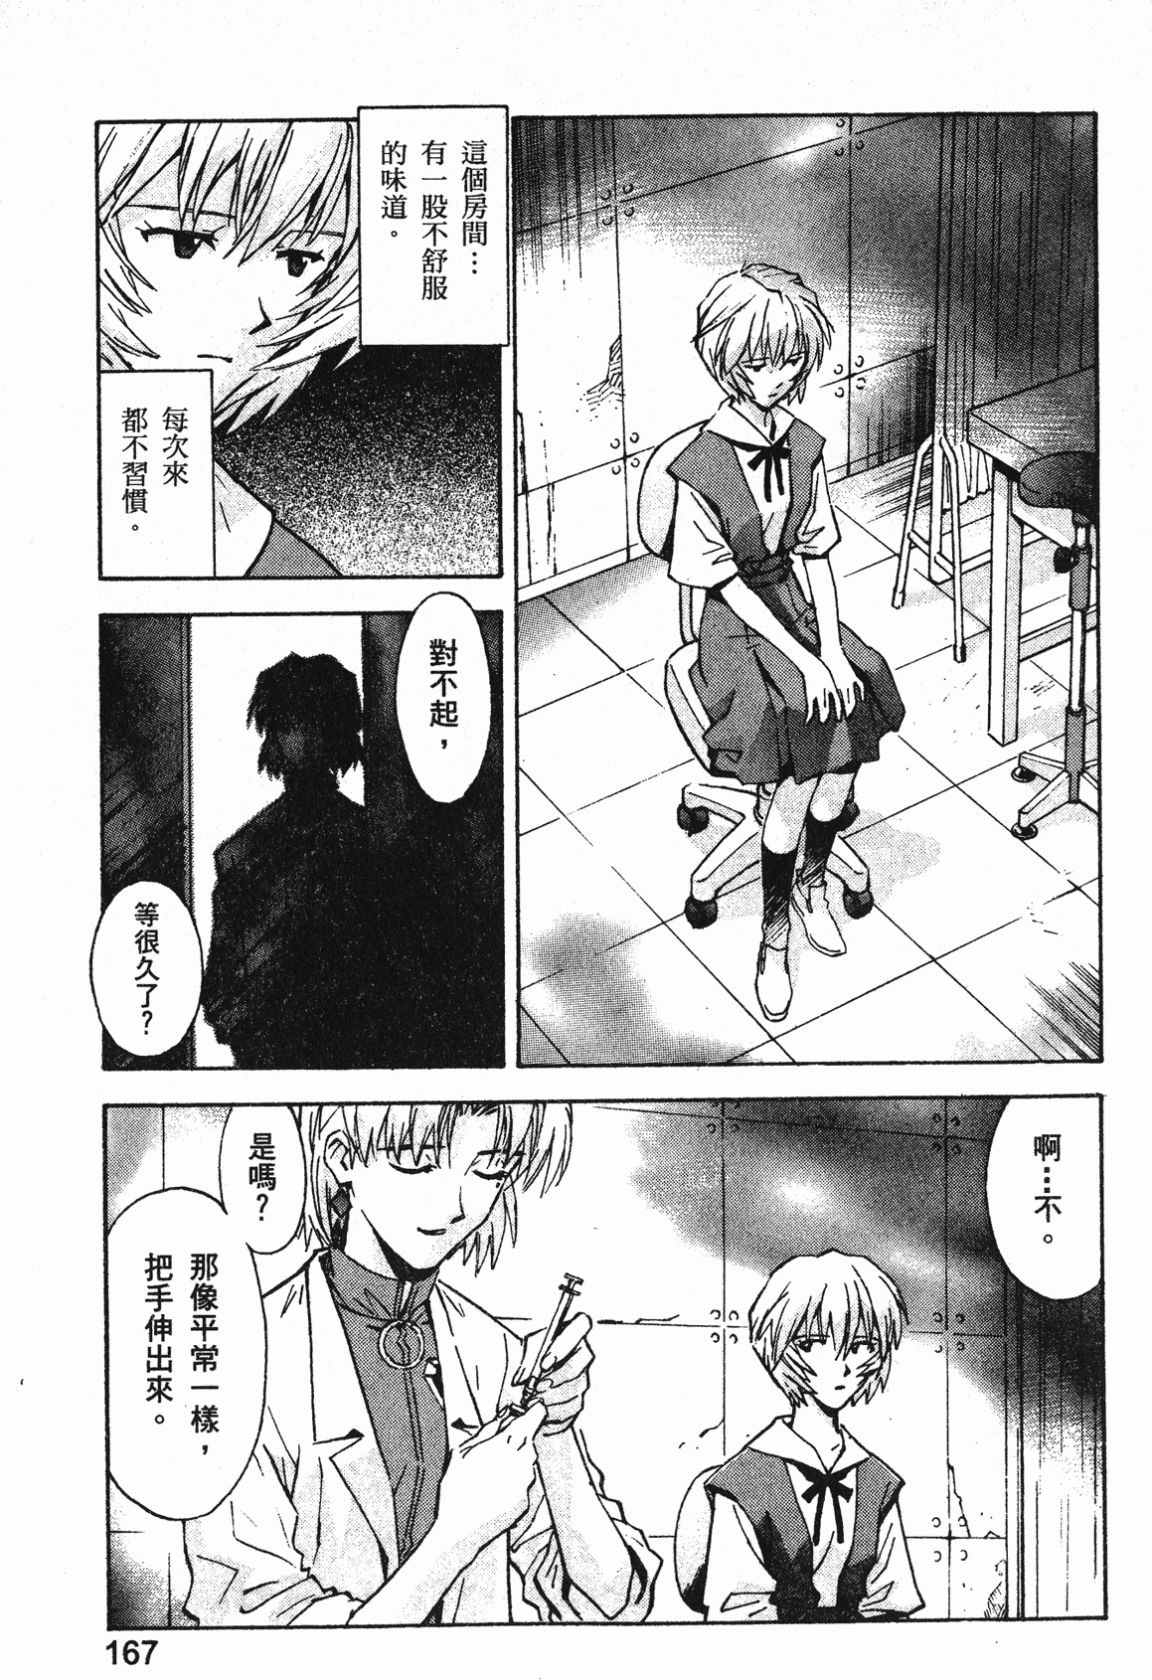 這個房間…
有一股不舒服
的味道。
每次來
都不習慣。
對不起，
等很久了？
啊……不。
是嗎？
那像平常一樣，
把手伸出來。
167